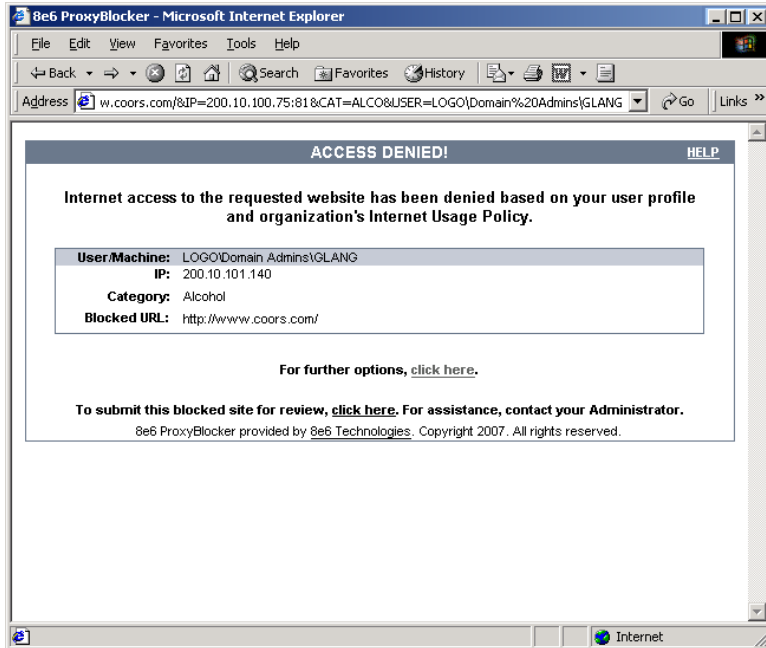 8e6 ProxyBlocker - Microsoft Internet Explorer
File Edit View Favorites Tools Help
Back Search Favorites History
Address w.coors.com/&IP=200.10.100.75:81&CAT=ALCO&USER=LOGO\Domain%20Admins\GLANG Go Links »
ACCESS DENIED! HELP
Internet access to the requested website has been denied based on your user profile
and organization's Internet Usage Policy.
User/Machine: LOGO\Domain Admins\GLANG
IP: 200.10.101.140
Category: Alcohol
Blocked URL: http://www.coors.com/
For further options, click here.
To submit this blocked site for review, click here. For assistance, contact your Administrator.
8e6 ProxyBlocker provided by 8e6 Technologies. Copyright 2007. All rights reserved.
Internet